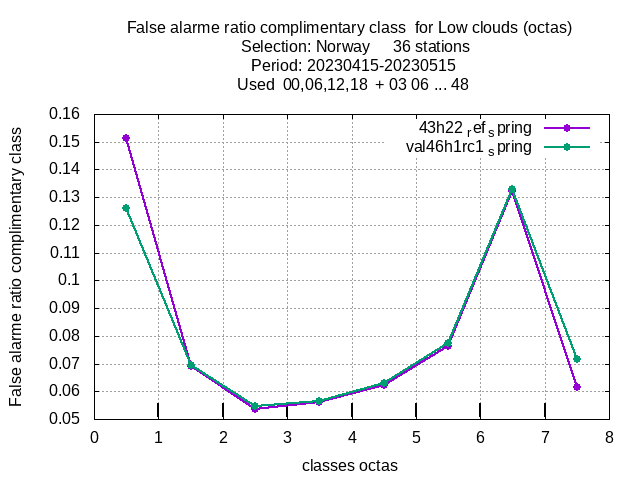 False alarme ratio complimentary class  for Low clouds (octas)
Selection: Norway     36 stations
Period: 20230415-20230515
Used  00,06,12,18  + 03 06 ... 48
43h22 ref spring
val46h1rc1 spring
False alarme ratio complimentary class
0.16
0.15
0.14
0.13
0.12
0.11
0.1
0.09
0.08
0.07
0.06
0.05
0 1 2 3 4 5 6 7 8
classes octas